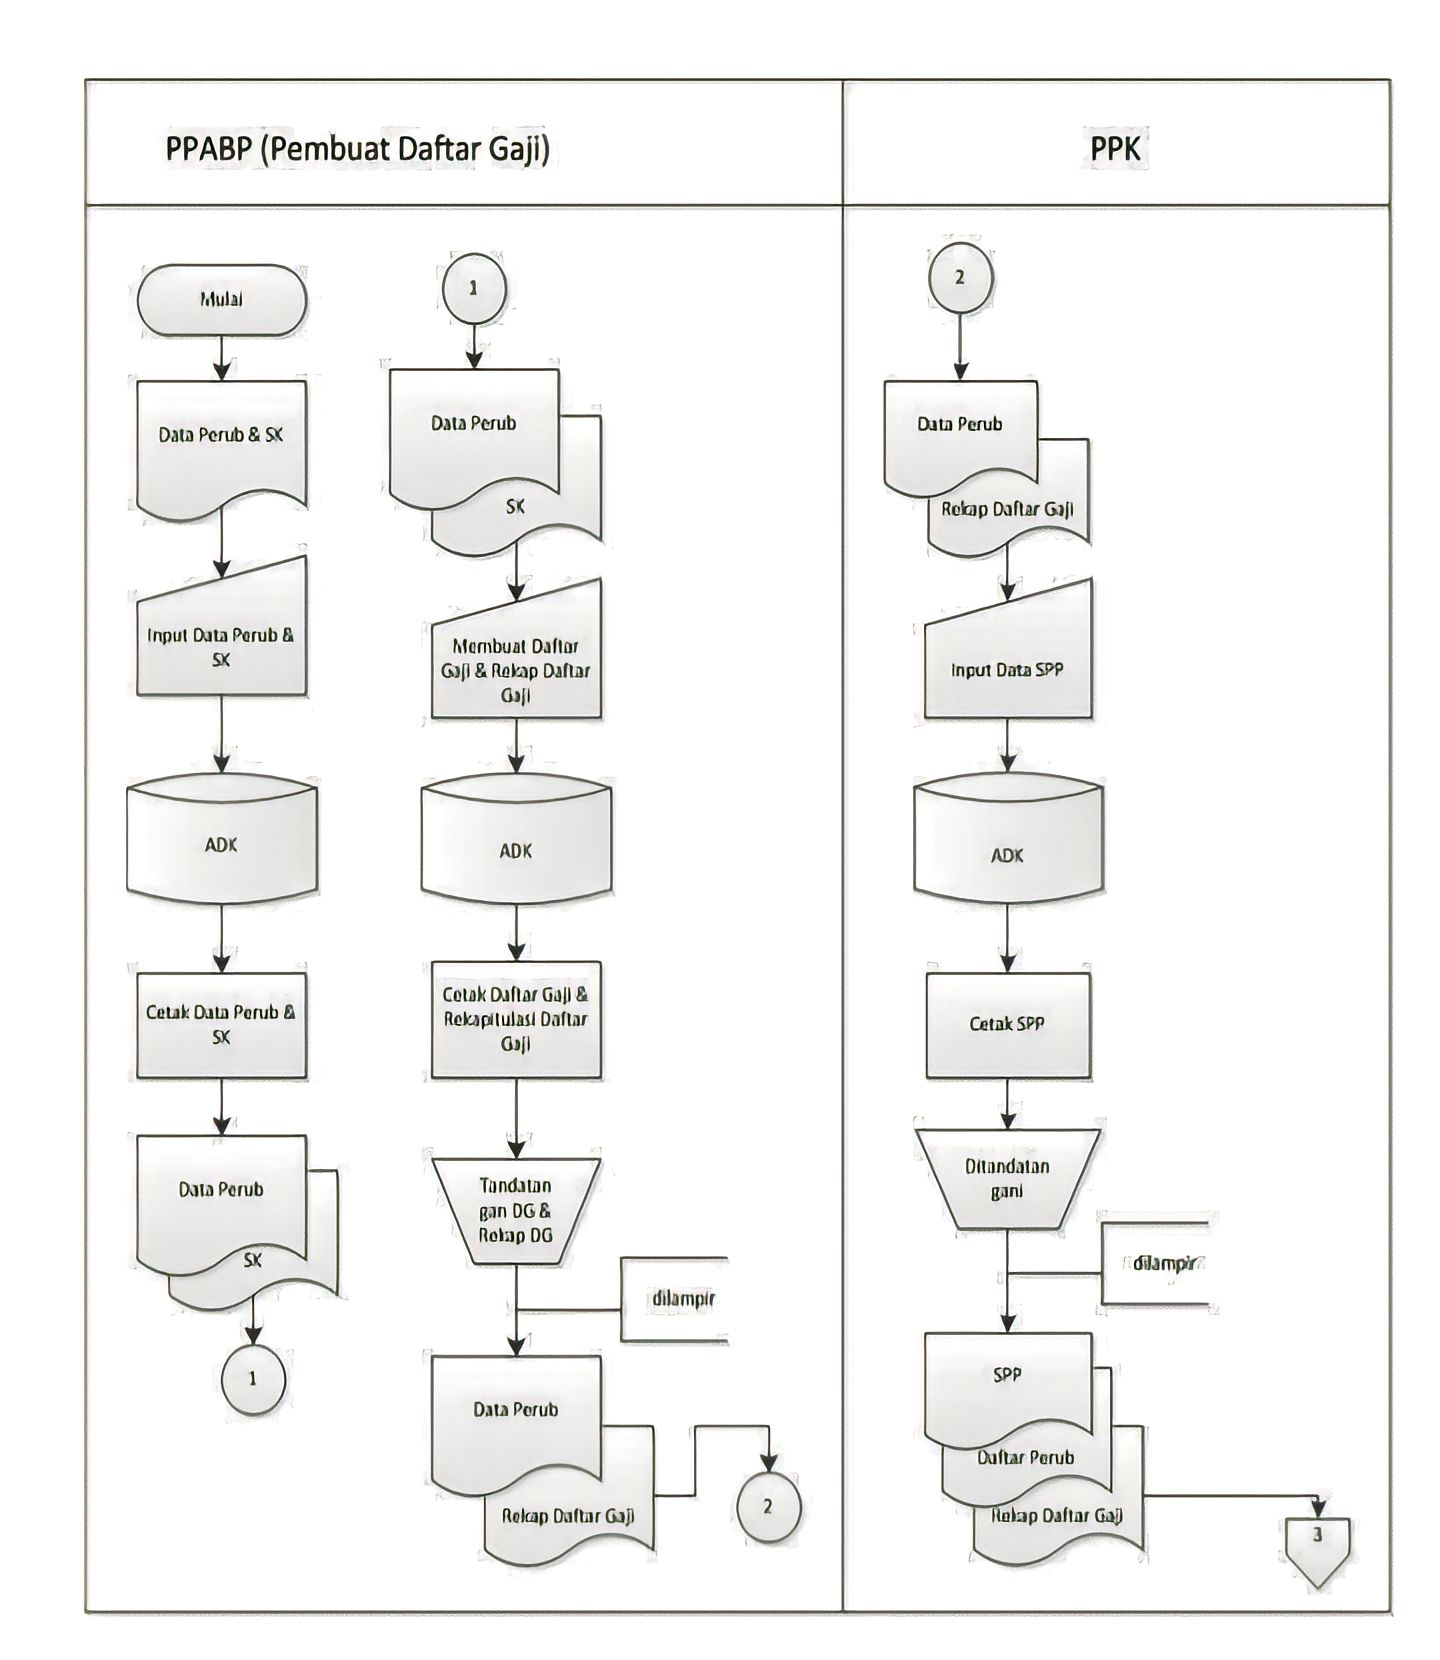 PPABP (Pembuat Daftar Gaji)
PPK
Mulai
Data Perub & SK
Input Data Perub &
SK
ADK
Cetak Data Perub &
SK
Data Perub
SK
1
1
Data Perub
SK
Membuat Daftar
Gaji & Rekap Daftar
Gaji
ADK
Cetak Daftar Gaji &
Rekapitulasi Daftar
Gaji
Tandatan
gan DG &
Rekap DG
dilampir
Data Perub
Rekap Daftar Gaji
2
2
Data Perub
Rekap Daftar Gaji
Input Data SPP
ADK
Cetak SPP
Ditandatan
gani
dilampir
SPP
Daftar Perub
Rekap Daftar Gaji
3